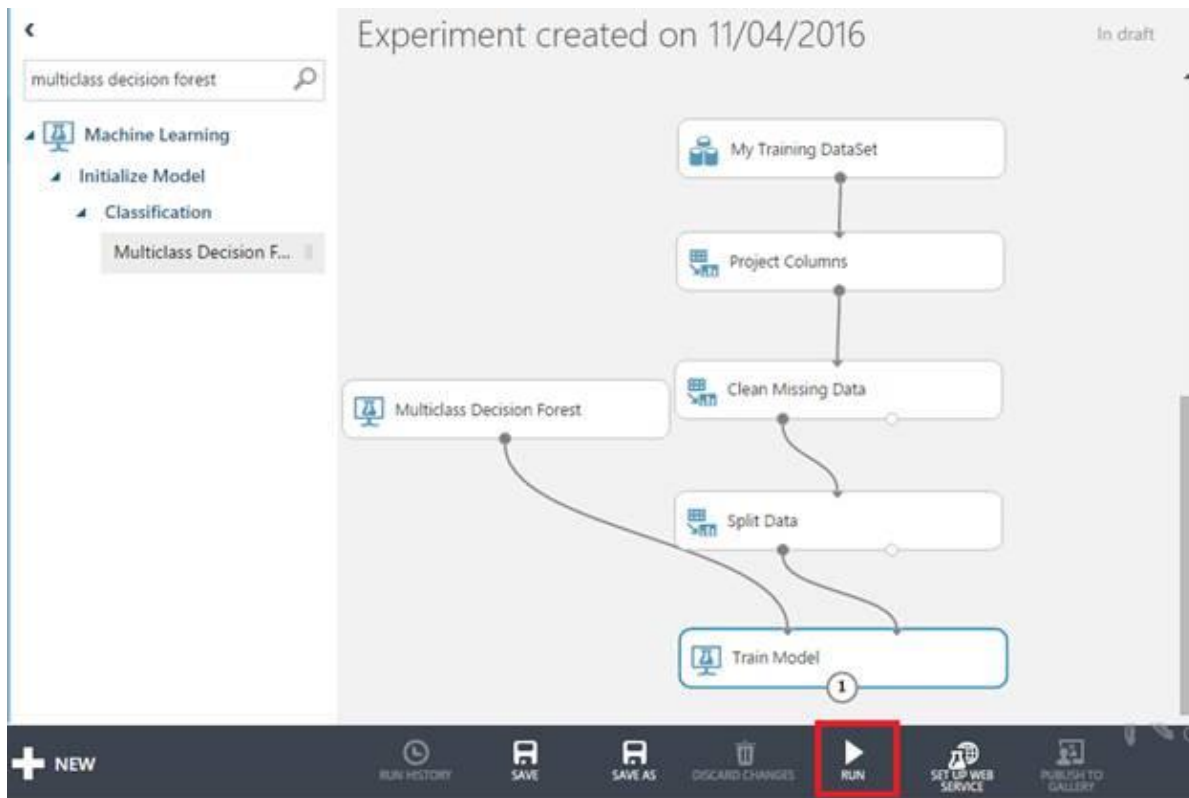 Experiment created on 11/04/2016
In draft
multiclass decision forest
Machine Learning
Initialize Model
Classification
Multiclass Decision F...
My Training DataSet
Project Columns
Clean Missing Data
Multiclass Decision Forest
Split Data
Train Model
1
NEW
RUN HISTORY
SAVE
SAVE AS
DISCARD CHANGES
RUN
SET UP WEB
SERVICE
PUBLISH TO
GALLERY